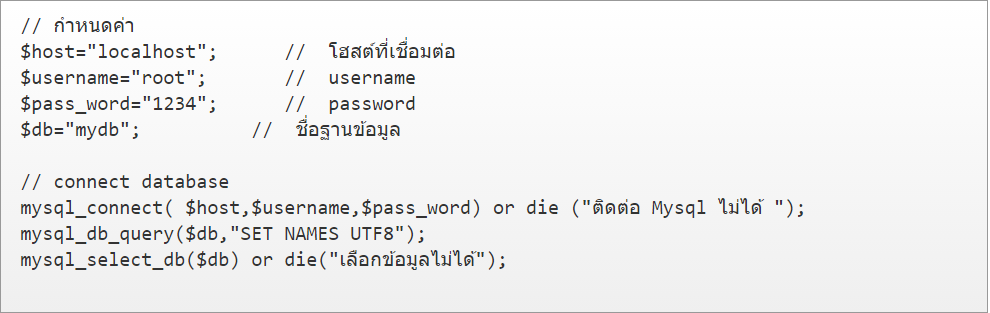 // กำหนดค่า
$host="localhost";      //  โฮสต์ที่เชื่อมต่อ
$username="root";       //  username
$pass_word="1234";      //  password
$db="mydb";          //  ชื่อฐานข้อมูล
// connect database
mysql_connect( $host,$username,$pass_word) or die ("ติดต่อ Mysql ไม่ได้ ");
mysql_db_query($db,"SET NAMES UTF8");
mysql_select_db($db) or die("เลือกข้อมูลไม่ได้");